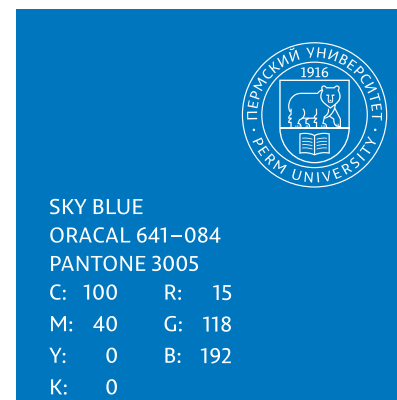 ПЕРМСКИЙ УНИВЕРСИТЕТ
1916
PERM UNIVERSITY
SKY BLUE
ORACAL 641–084
PANTONE 3005
C: 100 R: 15
M: 40 G: 118
Y: 0 B: 192
K: 0